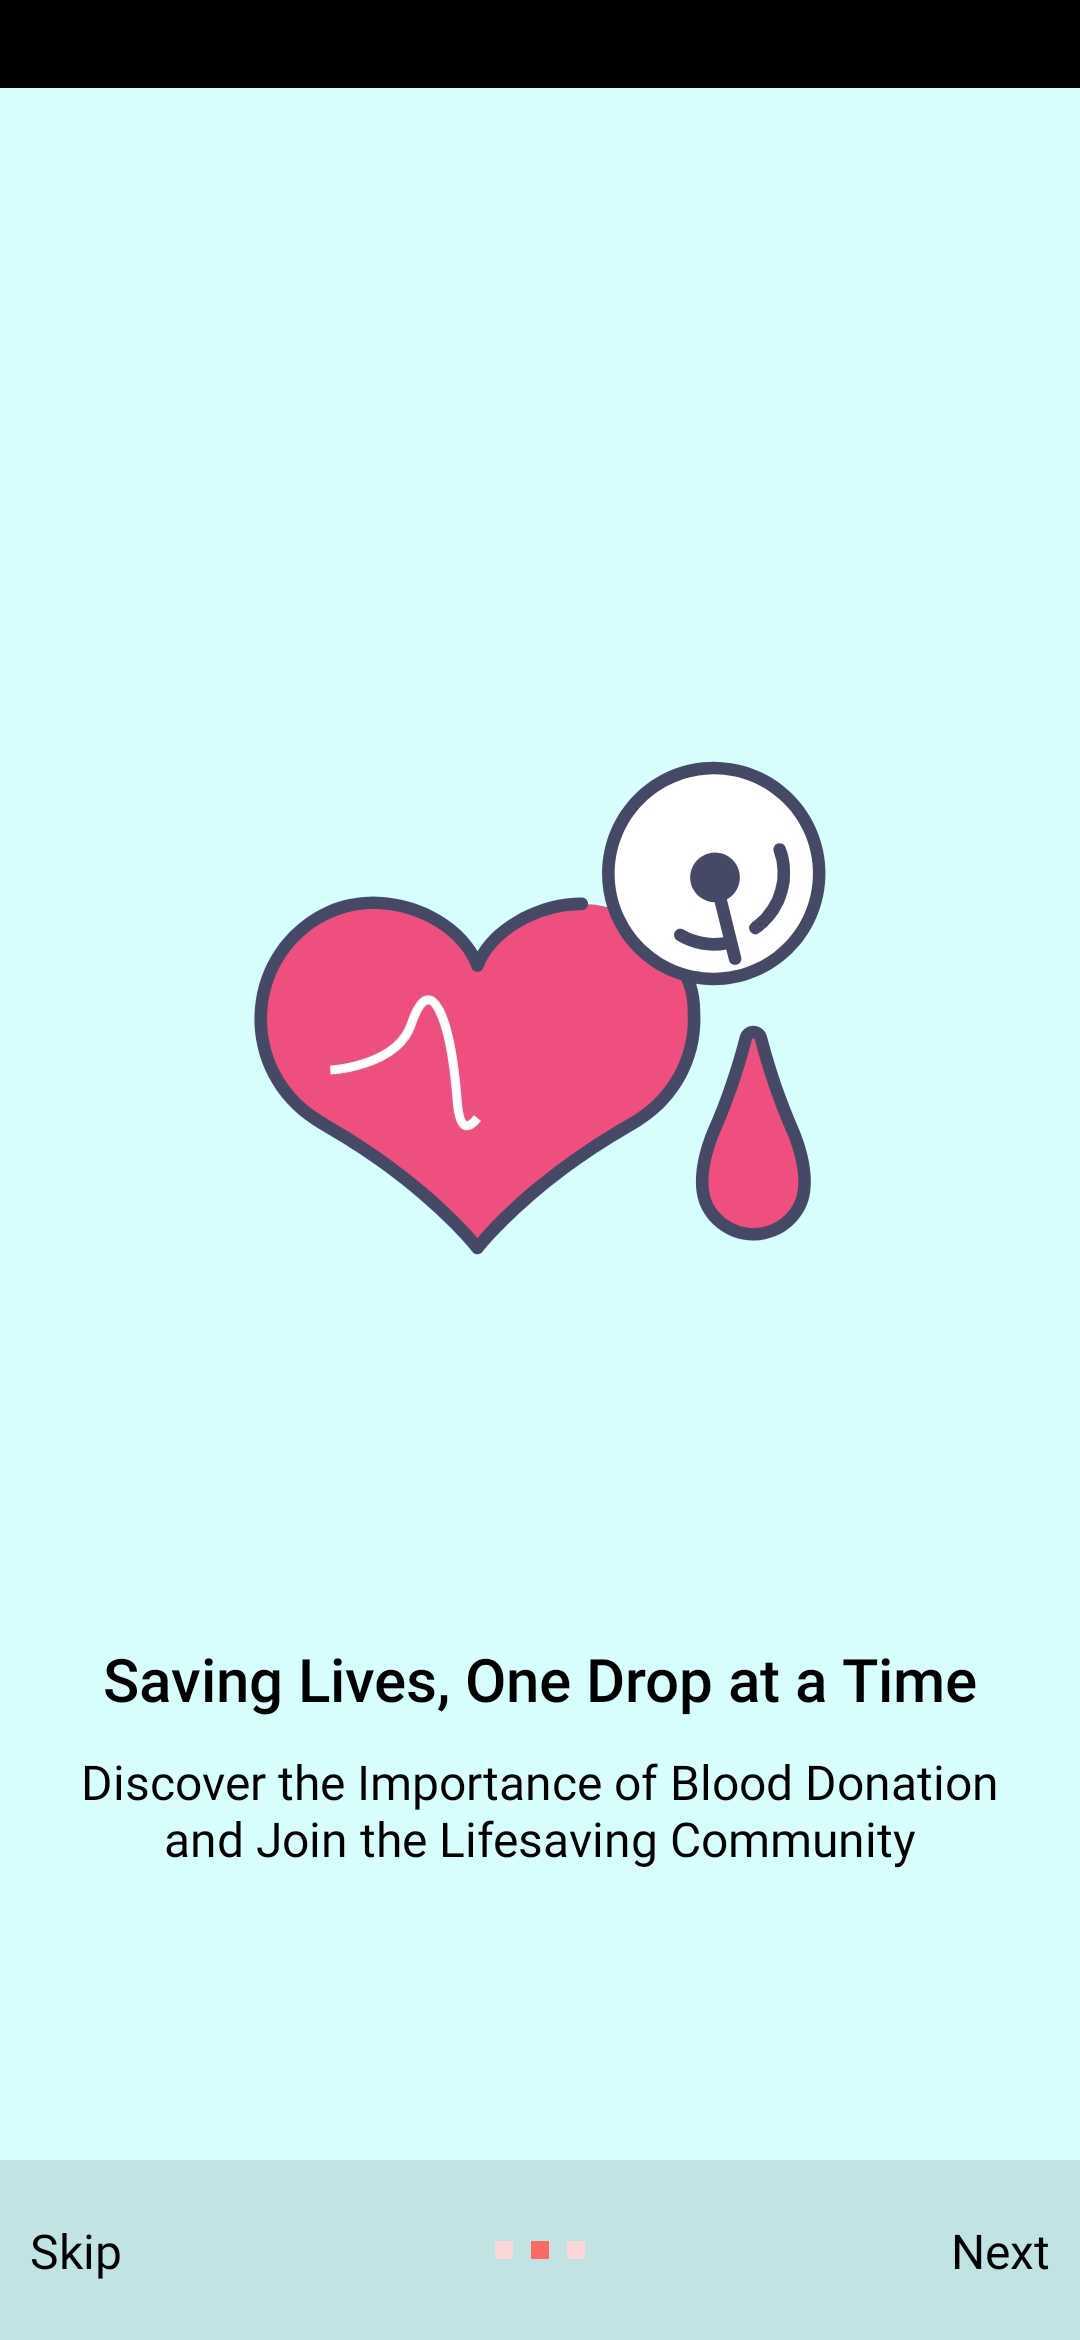 Saving Lives, One Drop at a Time
Discover the Importance of Blood Donation
and Join the Lifesaving Community
Skip
Next